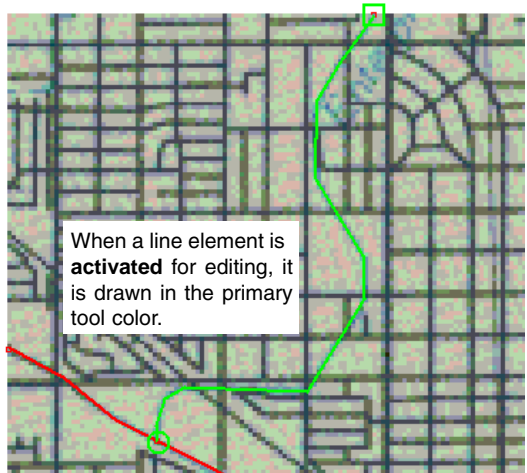 When a line element is
activated for editing, it
is drawn in the primary
tool color.